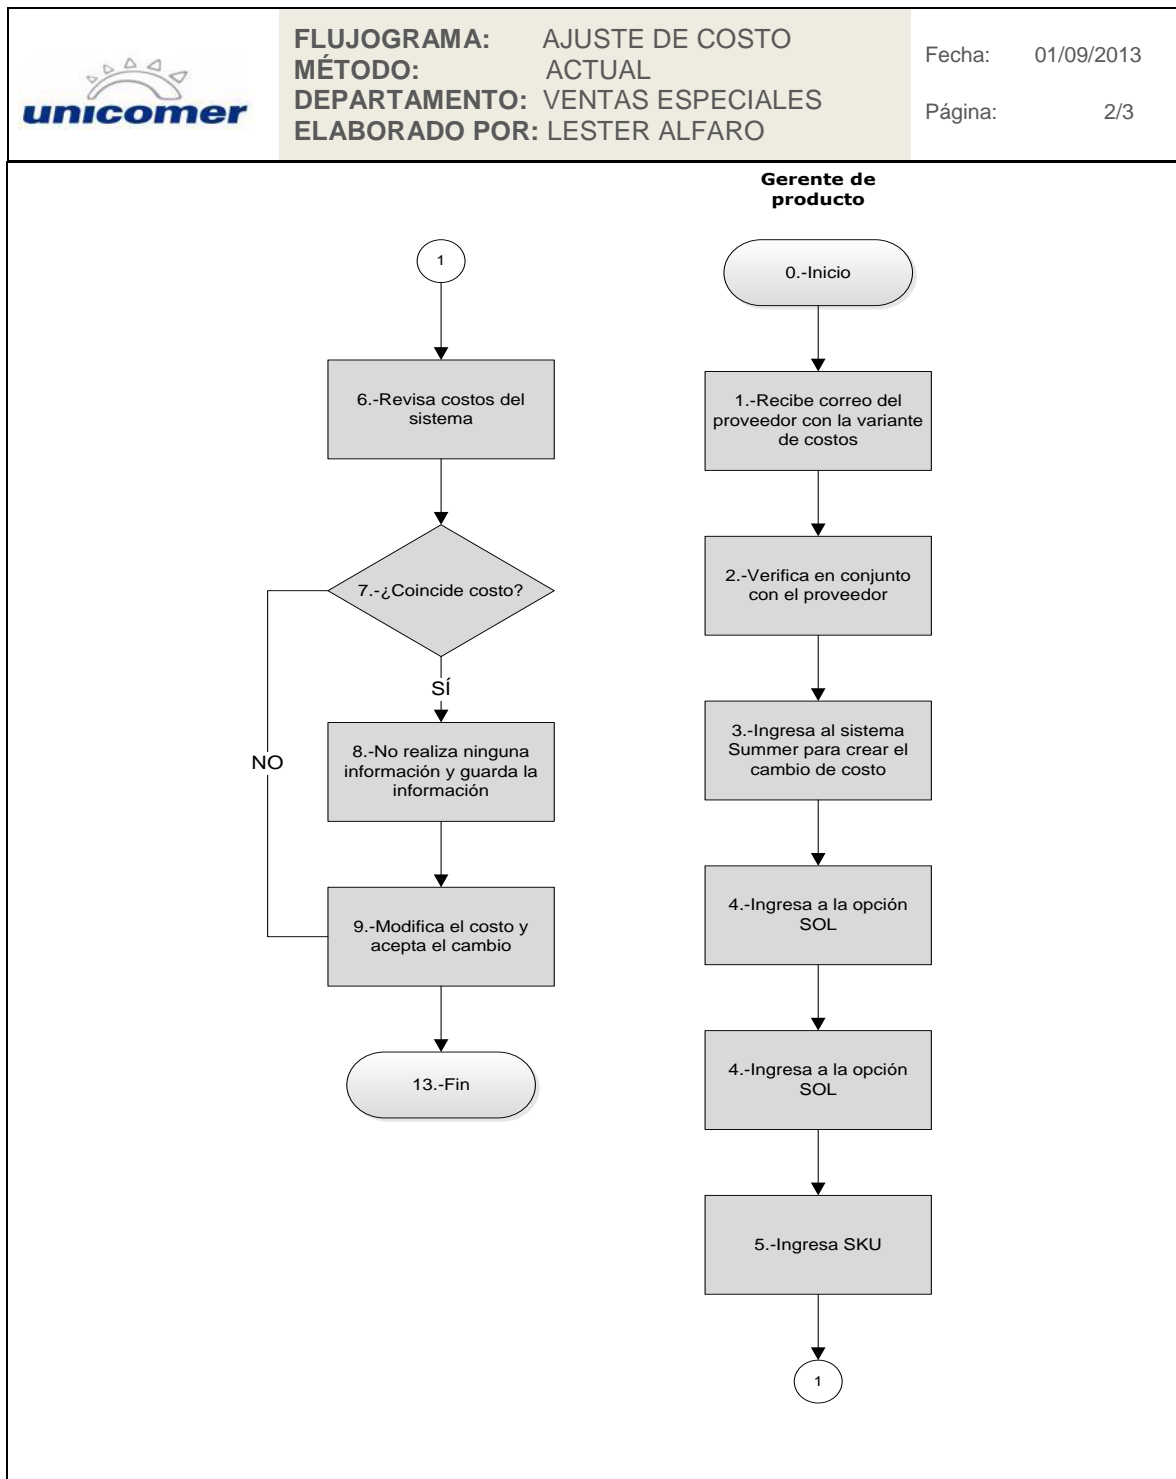 unicomer
FLUJOGRAMA: AJUSTE DE COSTO
MÉTODO: ACTUAL
DEPARTAMENTO: VENTAS ESPECIALES
ELABORADO POR: LESTER ALFARO
Fecha: 01/09/2013
Página: 2/3
Gerente de
producto
1
6.-Revisa costos del
sistema
7.-¿Coincide costo?
SÍ
NO
8.-No realiza ninguna
información y guarda la
información
9.-Modifica el costo y
acepta el cambio
13.-Fin
0.-Inicio
1.-Recibe correo del
proveedor con la variante
de costos
2.-Verifica en conjunto
con el proveedor
3.-Ingresa al sistema
Summer para crear el
cambio de costo
4.-Ingresa a la opción
SOL
4.-Ingresa a la opción
SOL
5.-Ingresa SKU
1